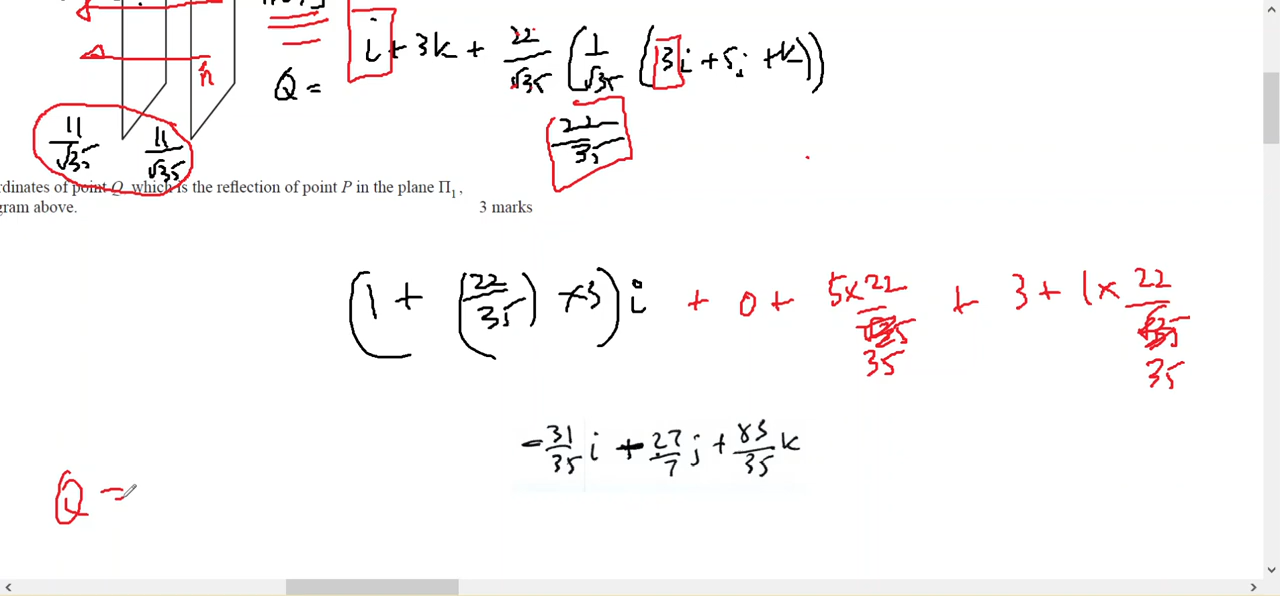 i + 3k + 22/√35 (1/√35 (3i + 5j + k))
Q =
ĥ
11/√35 11/√35
22/35
rdinates of point Q, which is the reflection of point P in the plane Π₁,
gram above. 3 marks
(1 + (22/35) × 3) i + 0 + 5 × 22/35 + 3 + 1 × 22/35
-31/35 i + 27/7 j + 83/35 k
Q =